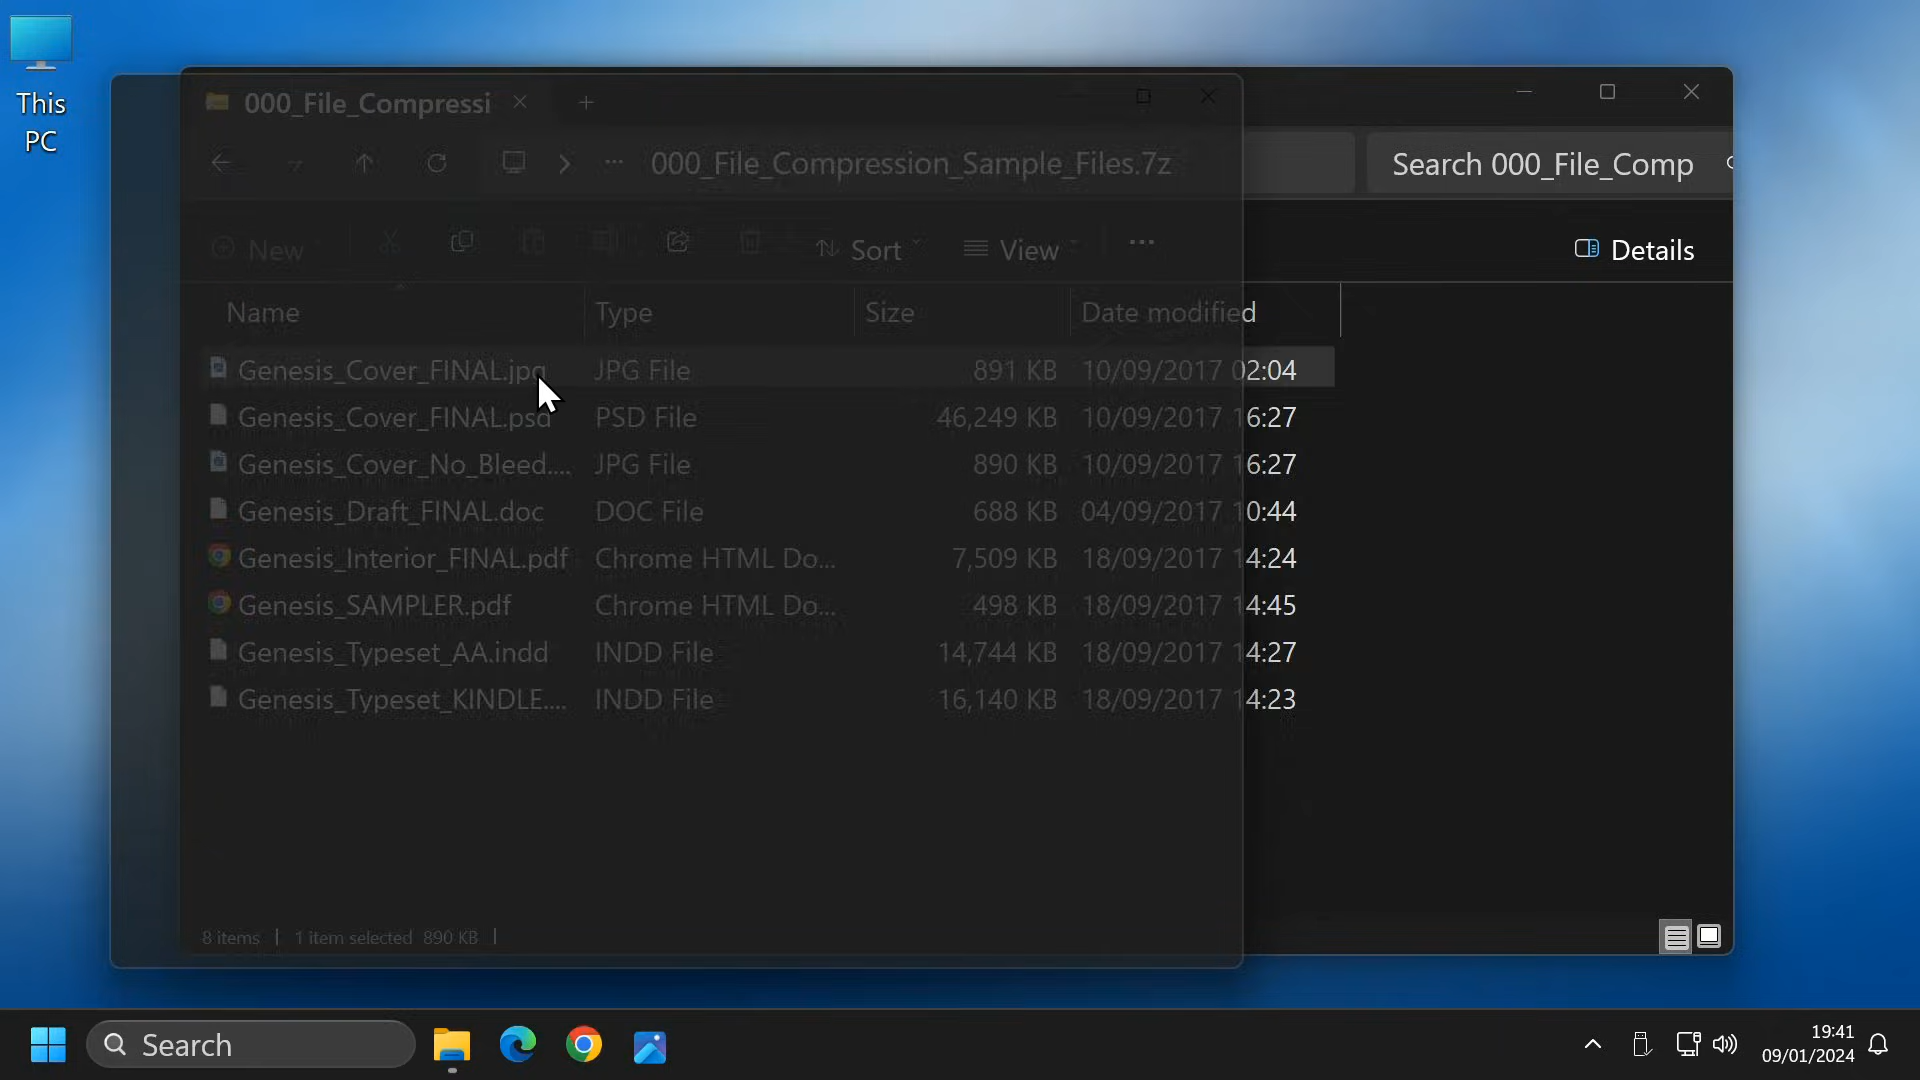 This
PC
000_File_Compressi
000_File_Compression_Sample_Files.7z
Search 000_File_Comp
New
Sort
View
Details
Name Type Size Date modified
Genesis_Cover_FINAL.jpg JPG File 891 KB 10/09/2017 02:04
Genesis_Cover_FINAL.psd PSD File 46,249 KB 10/09/2017 16:27
Genesis_Cover_No_Bleed.... JPG File 890 KB 10/09/2017 16:27
Genesis_Draft_FINAL.doc DOC File 688 KB 04/09/2017 10:44
Genesis_Interior_FINAL.pdf Chrome HTML Do... 7,509 KB 18/09/2017 14:24
Genesis_SAMPLER.pdf Chrome HTML Do... 498 KB 18/09/2017 14:45
Genesis_Typeset_AA.indd INDD File 14,744 KB 18/09/2017 14:27
Genesis_Typeset_KINDLE.... INDD File 16,140 KB 18/09/2017 14:23
8 items 1 item selected 890 KB
Search
19:41
09/01/2024